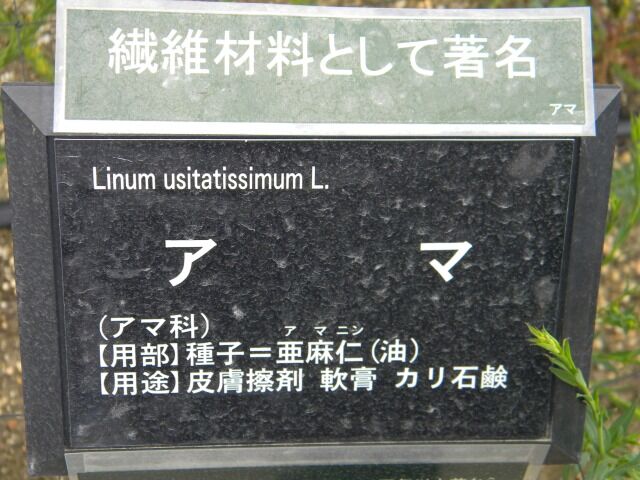 繊維材料として著名
アマ
Linum usitatissimum L.
ア マ
(アマ科)
アマニン
【用部】種子＝亜麻仁(油)
【用途】皮膚擦剤 軟膏 カリ石鹸